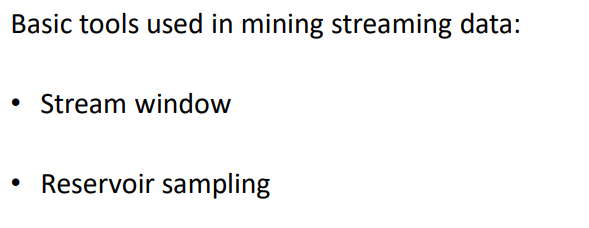 Basic tools used in mining streaming data:
• Stream window
• Reservoir sampling